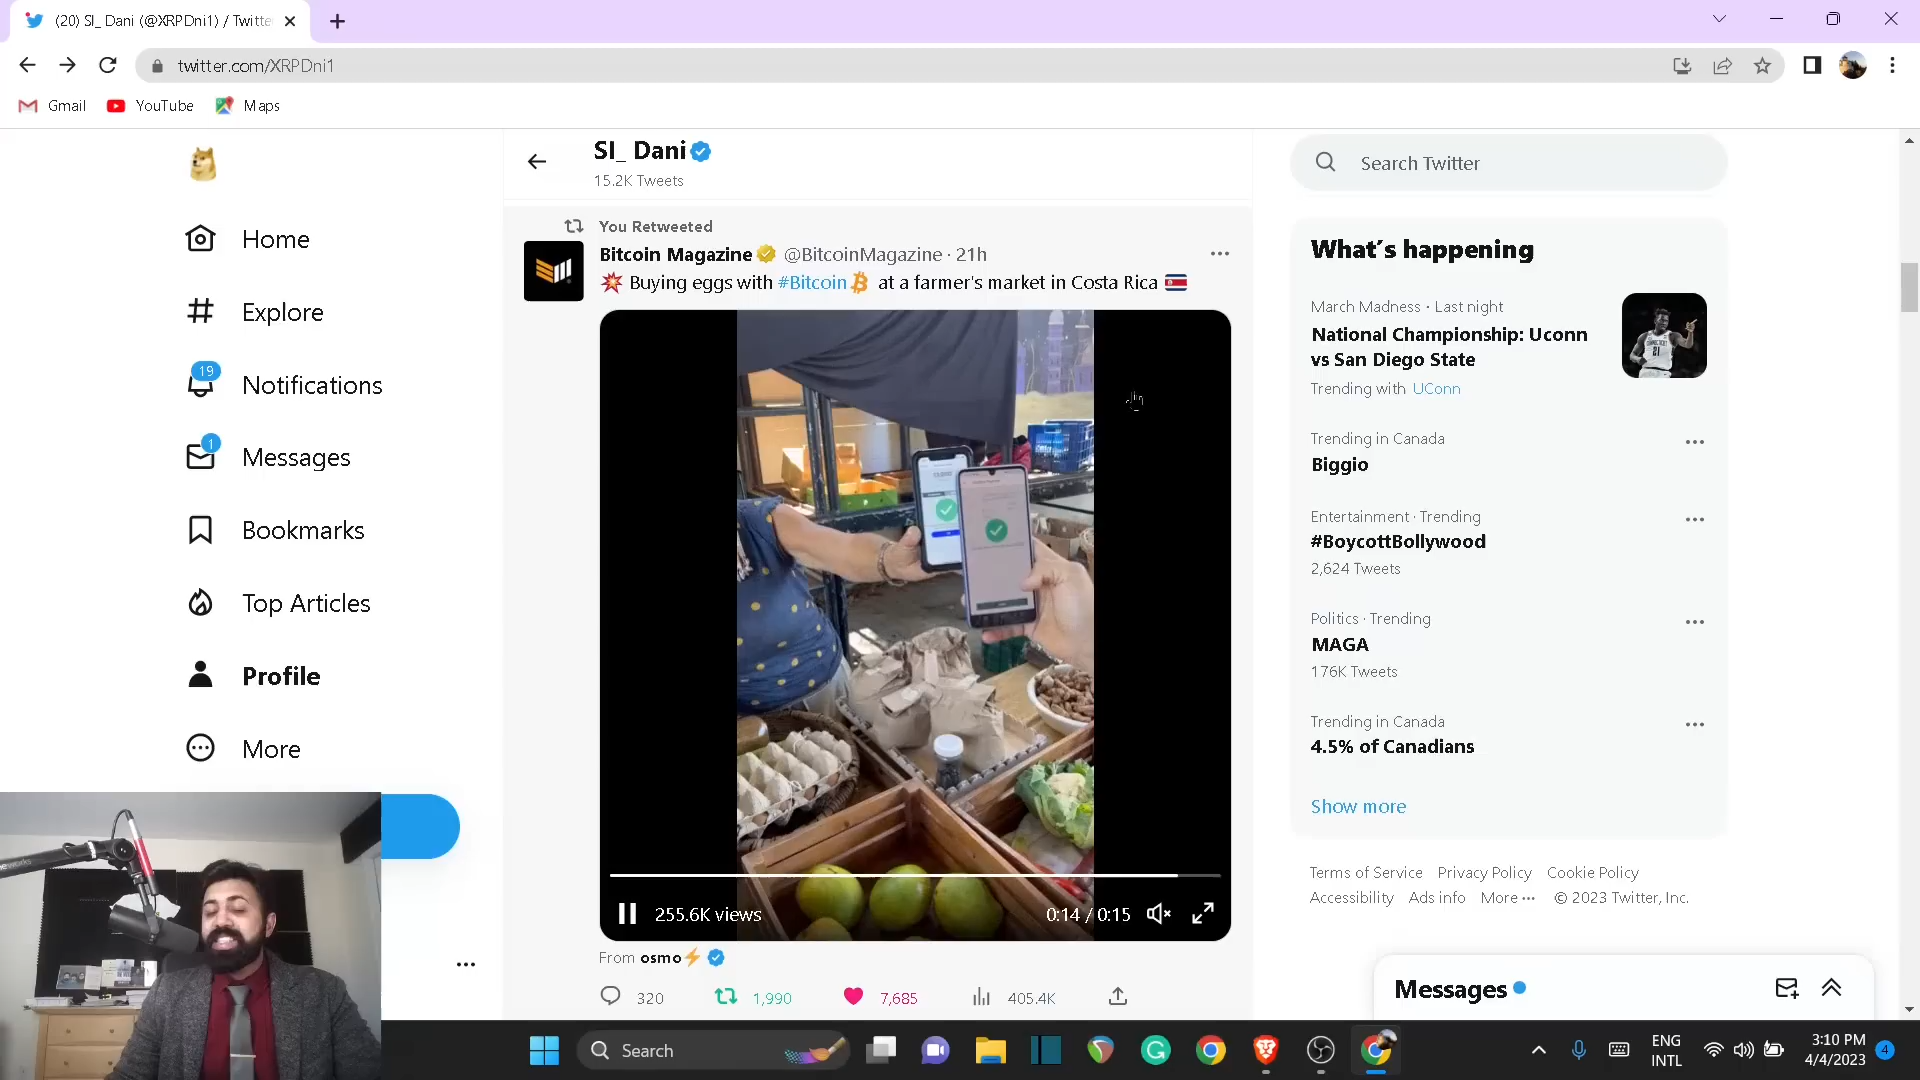 (20) SI_ Dani (@XRPDni1) / Twitte
twitter.com/XRPDni1
Gmail
YouTube
Maps
SI_ Dani
15.2K Tweets
Home
Explore
19
Notifications
1
Messages
Bookmarks
Top Articles
Profile
More
You Retweeted
Bitcoin Magazine @BitcoinMagazine · 21h
Buying eggs with #Bitcoin at a farmer's market in Costa Rica
255.6K views
0:14 / 0:15
From osmo
320
1,990
7,685
405.4K
Search Twitter
What's happening
March Madness · Last night
National Championship: Uconn
vs San Diego State
Trending with UConn
21
Trending in Canada
Biggio
Entertainment · Trending
#BoycottBollywood
2,624 Tweets
Politics · Trending
MAGA
176K Tweets
Trending in Canada
4.5% of Canadians
Show more
Terms of Service Privacy Policy Cookie Policy
Accessibility Ads info More ··· © 2023 Twitter, Inc.
Messages
Search
ENG
INTL
3:10 PM
4/4/2023
4